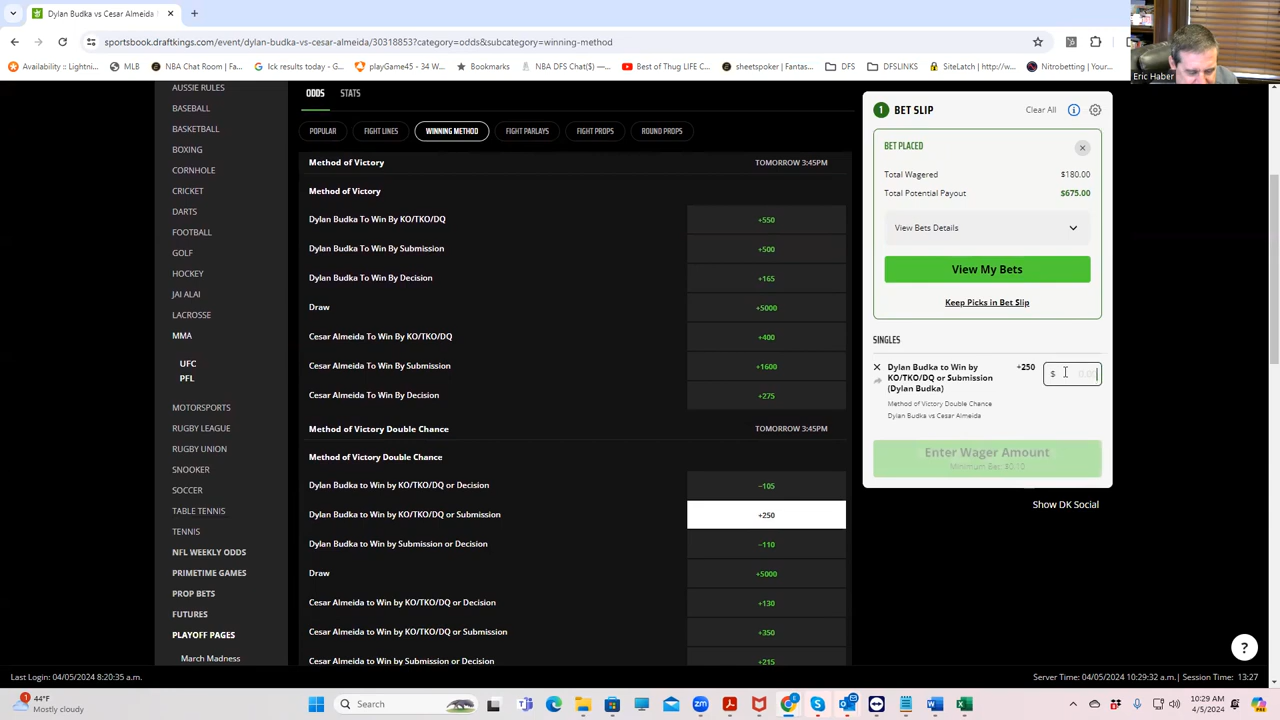 Dylan Budka vs Cesar Almeida
sportsbook.draftkings.com/event/dylan-budka-vs-cesar-almeida/30318853?category=odds&subcategory=winning-method
Availability :: Lightni...
MLB
NBA Chat Room | Fa...
Ick results today - G...
playGame45 - 34 W...
Bookmarks
NBA DFS Chat($) —...
Best of Thug LIFE C...
sheetspoker | Fantas...
DFS
DFSLINKS
SiteLatch | http://w...
Nitrobetting | Your...
Eric Haber
AUSSIE RULES
BASEBALL
BASKETBALL
BOXING
CORNHOLE
CRICKET
DARTS
FOOTBALL
GOLF
HOCKEY
JAI ALAI
LACROSSE
MMA
UFC
PFL
MOTORSPORTS
RUGBY LEAGUE
RUGBY UNION
SNOOKER
SOCCER
TABLE TENNIS
TENNIS
NFL WEEKLY ODDS
PRIMETIME GAMES
PROP BETS
FUTURES
PLAYOFF PAGES
March Madness
ODDS STATS
POPULAR FIGHT LINES WINNING METHOD FIGHT PARLAYS FIGHT PROPS ROUND PROPS
Method of Victory TOMORROW 3:45PM
Method of Victory
Dylan Budka To Win By KO/TKO/DQ +550
Dylan Budka To Win By Submission +500
Dylan Budka To Win By Decision +165
Draw +5000
Cesar Almeida To Win By KO/TKO/DQ +400
Cesar Almeida To Win By Submission +1600
Cesar Almeida To Win By Decision +275
Method of Victory Double Chance TOMORROW 3:45PM
Method of Victory Double Chance
Dylan Budka to Win by KO/TKO/DQ or Decision −105
Dylan Budka to Win by KO/TKO/DQ or Submission +250
Dylan Budka to Win by Submission or Decision −110
Draw +5000
Cesar Almeida to Win by KO/TKO/DQ or Decision +130
Cesar Almeida to Win by KO/TKO/DQ or Submission +350
Cesar Almeida to Win by Submission or Decision +215
1 BET SLIP Clear All
BET PLACED
Total Wagered $180.00
Total Potential Payout $675.00
View Bets Details
View My Bets
Keep Picks in Bet Slip
SINGLES
Dylan Budka to Win by +250
KO/TKO/DQ or Submission $
(Dylan Budka)
Method of Victory Double Chance
Dylan Budka vs Cesar Almeida
Enter Wager Amount
Minimum Bet: $0.10
Show DK Social
?
Last Login: 04/05/2024 8:20:35 a.m. Server Time: 04/05/2024 10:29:32 a.m.| Session Time: 13:27
1
44°F
Mostly cloudy
Search
10:29 AM
4/5/2024